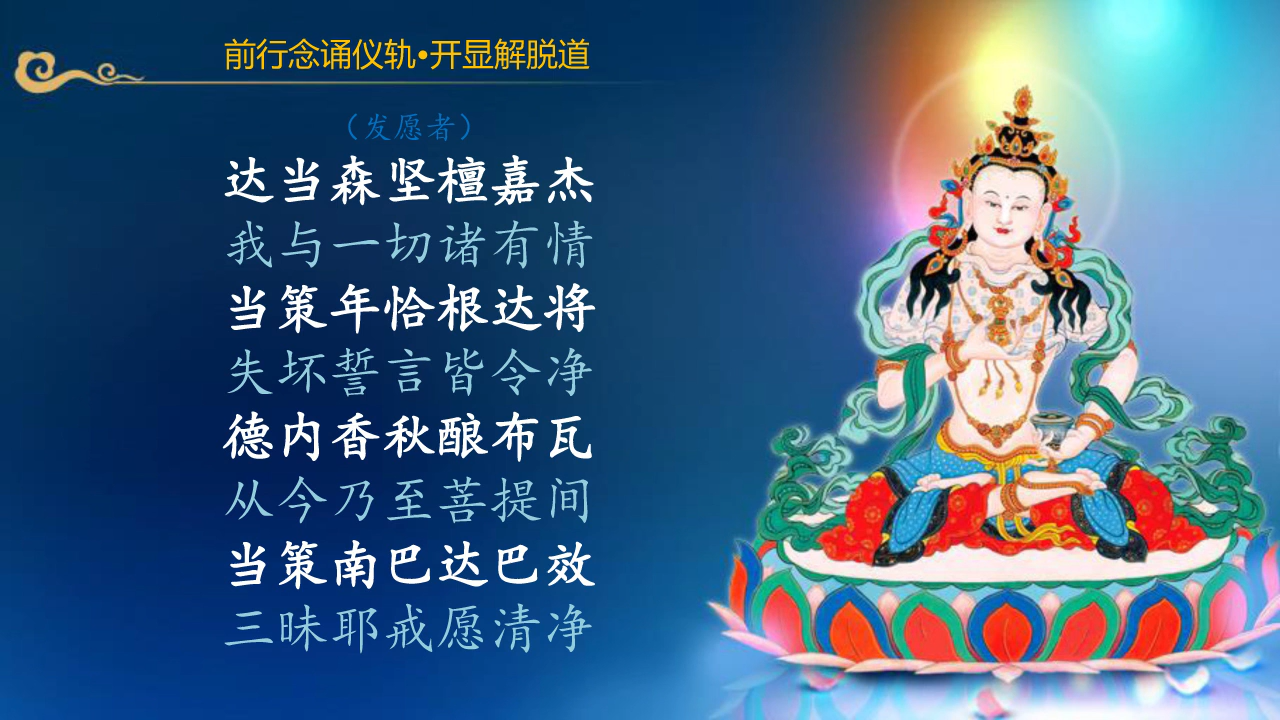 前行念诵仪轨•开显解脱道
（发愿者）
达当森坚檀嘉杰
我与一切诸有情
当策年恰根达将
失坏誓言皆令净
德内香秋酿布瓦
从今乃至菩提间
当策南巴达巴效
三昧耶戒愿清净